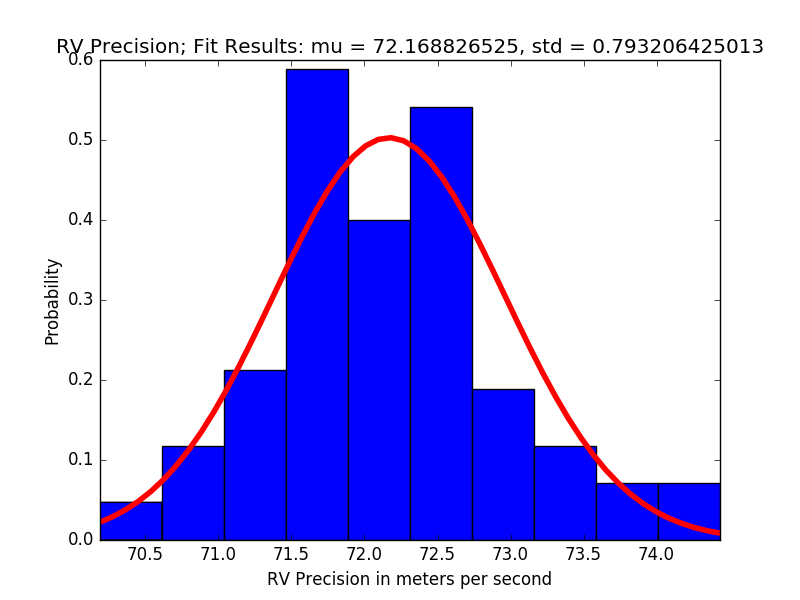 RV Precision; Fit Results: mu = 72.168826525, std = 0.793206425013
0.6
0.5
0.4
0.3
0.2
0.1
0.0
Probability
70.5 71.0 71.5 72.0 72.5 73.0 73.5 74.0
RV Precision in meters per second